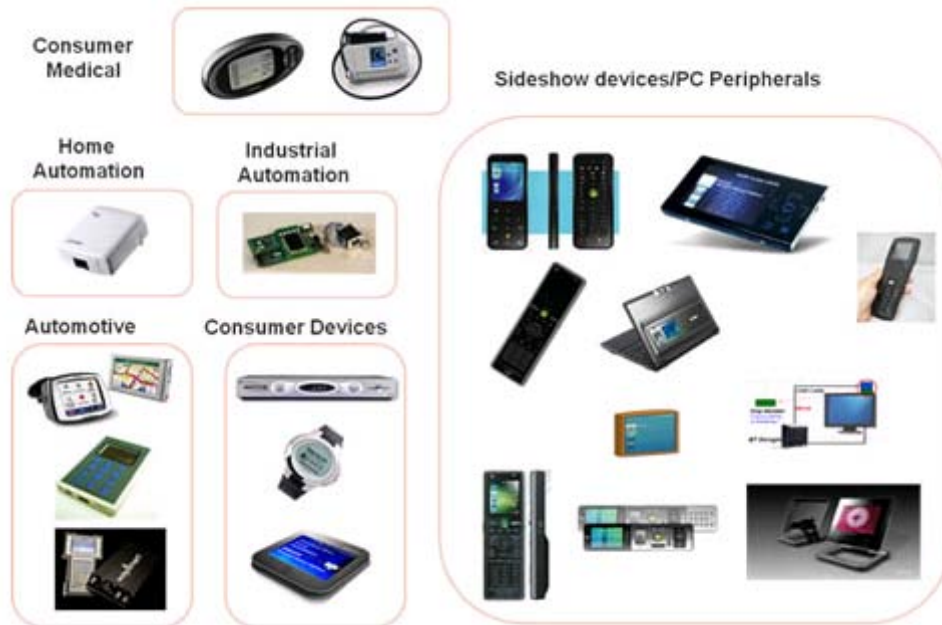 Consumer
Medical
Sideshow devices/PC Peripherals
Home
Automation
Industrial
Automation
Automotive
Consumer Devices